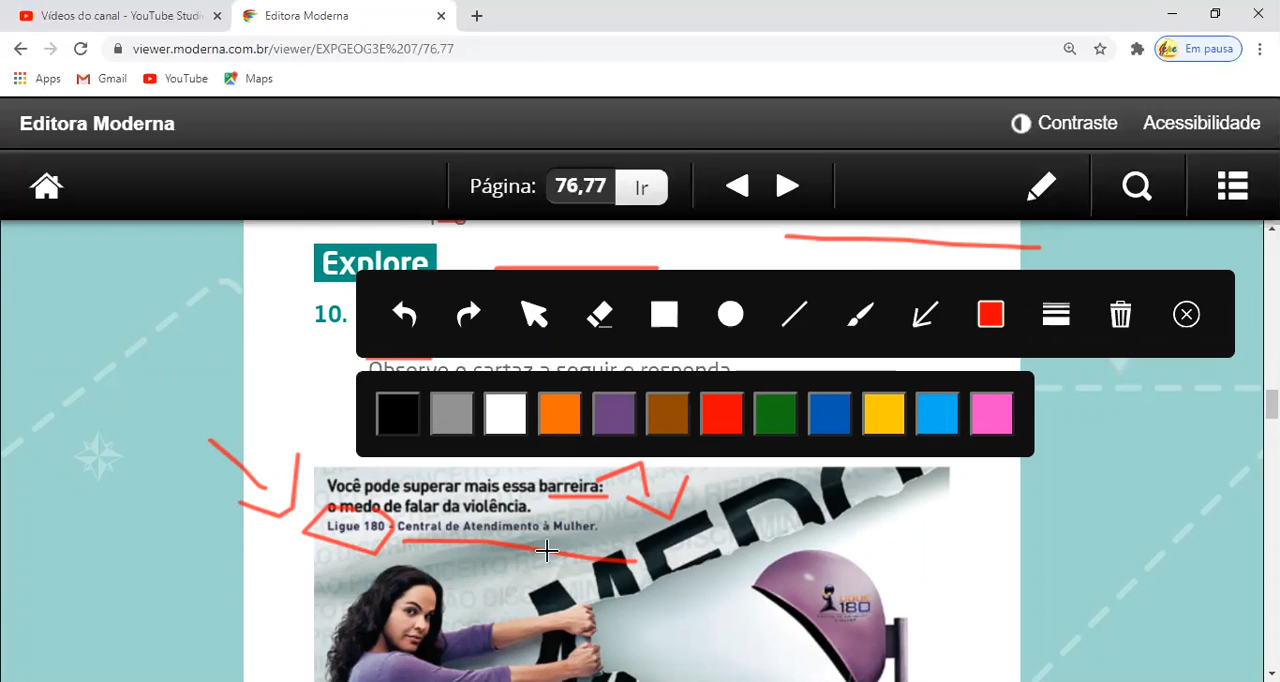 Vídeos do canal - YouTube Studi
Editora Moderna
viewer.moderna.com.br/viewer/EXPGEOG3E%207/76,77
Em pausa
Apps
Gmail
YouTube
Maps
Editora Moderna
Contraste
Acessibilidade
Página:
76,77
Ir
Explore
10.
Observe o cartaz a seguir e responda.
Você pode superar mais essa barreira:
o medo de falar da violência.
Ligue 180 - Central de Atendimento à Mulher.
MEDO
LIGUE
180